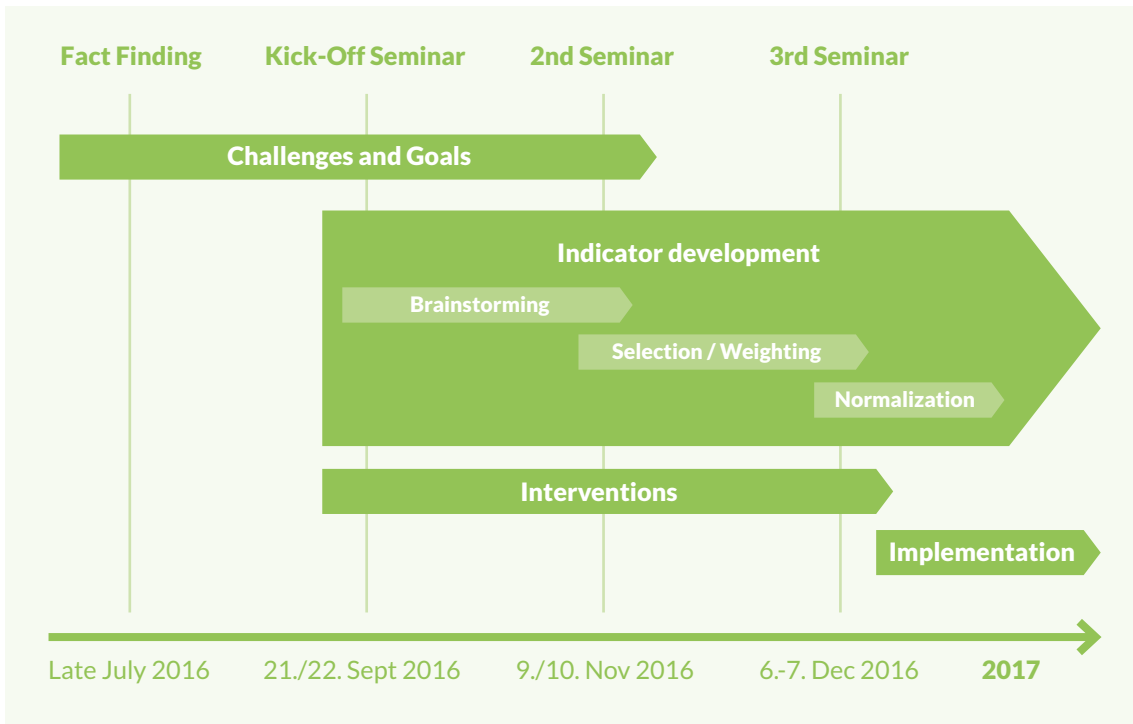 Fact Finding
Kick-Off Seminar
2nd Seminar
3rd Seminar
Challenges and Goals
Indicator development
Brainstorming
Selection / Weighting
Normalization
Interventions
Implementation
Late July 2016
21./22. Sept 2016
9./10. Nov 2016
6.-7. Dec 2016
2017